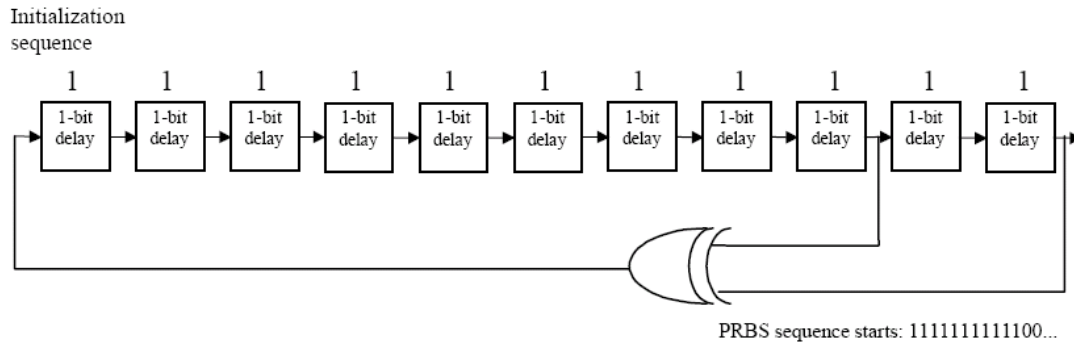 Initialization
sequence
1 1 1 1 1 1 1 1 1 1 1
1-bit 1-bit 1-bit 1-bit 1-bit 1-bit 1-bit 1-bit 1-bit 1-bit 1-bit
delay delay delay delay delay delay delay delay delay delay delay
PRBS sequence starts: 1111111111100...